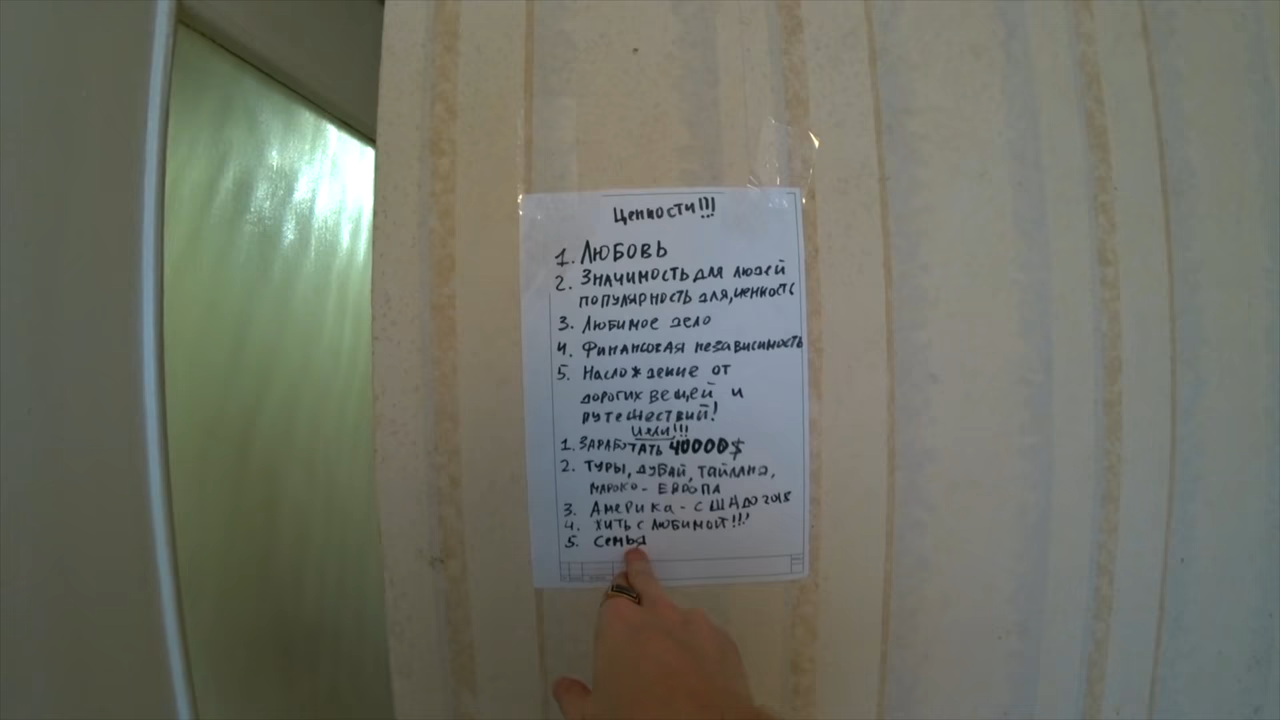 Ценности!!!
1. ЛЮБОВЬ
2. ЗНАЧИМОСТЬ ДЛЯ ЛЮДЕЙ
ПОПУЛЯРНОСТЬ для, ценность
3. Любимое дело
4. Финансовая независимость
5. Наслождение от
дорогих вещей и
путешествий!
Цели!!!
1. ЗАРАБОТАТЬ 40000$
2. ТУРЫ, ДУБАЙ, ТАЙЛАНД,
МАРОКО - ЕВРОПА
3. АМЕРИКА - США до 2018
4. ЖИТЬ С ЛЮБИМОЙ!!!
5. Семья